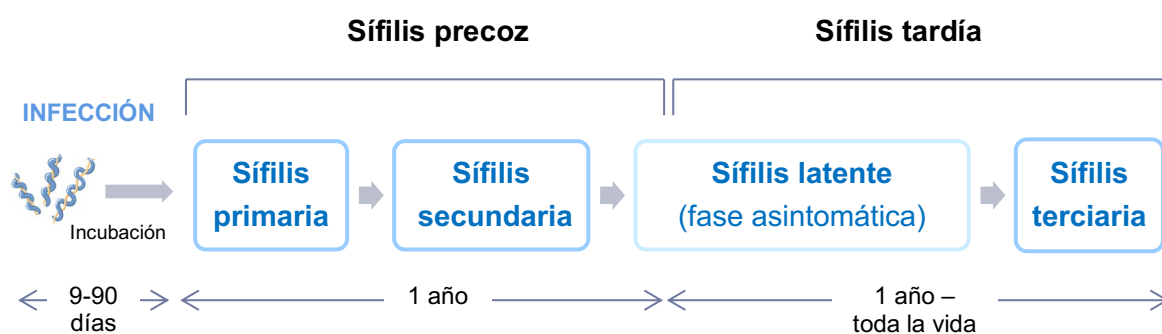 Sífilis precoz
Sífilis tardía
INFECCIÓN
Incubación
Sífilis
primaria
Sífilis
secundaria
Sífilis latente
(fase asintomática)
Sífilis
terciaria
9-90
días
1 año
1 año –
toda la vida